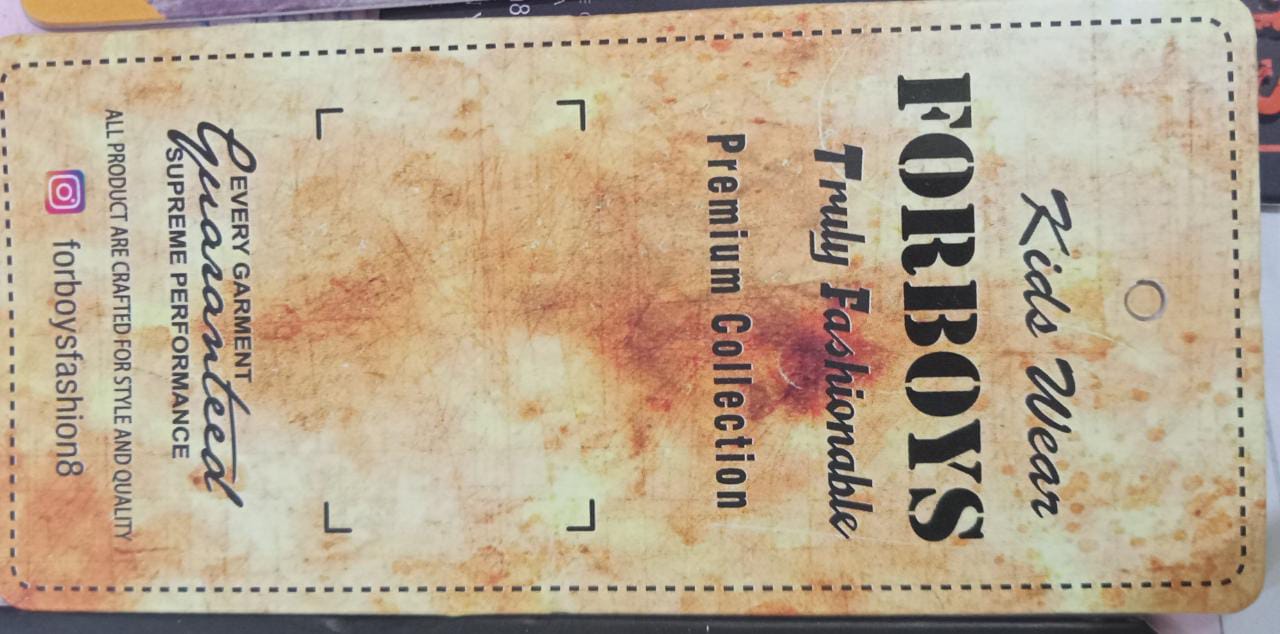 Kids Wear
FORBOYS
Truly Fashionable
Premium Collection
EVERY GARMENT
Guaranteed
SUPREME PERFORMANCE
ALL PRODUCT ARE CRAFTED FOR STYLE AND QUALITY
forboysfashion8